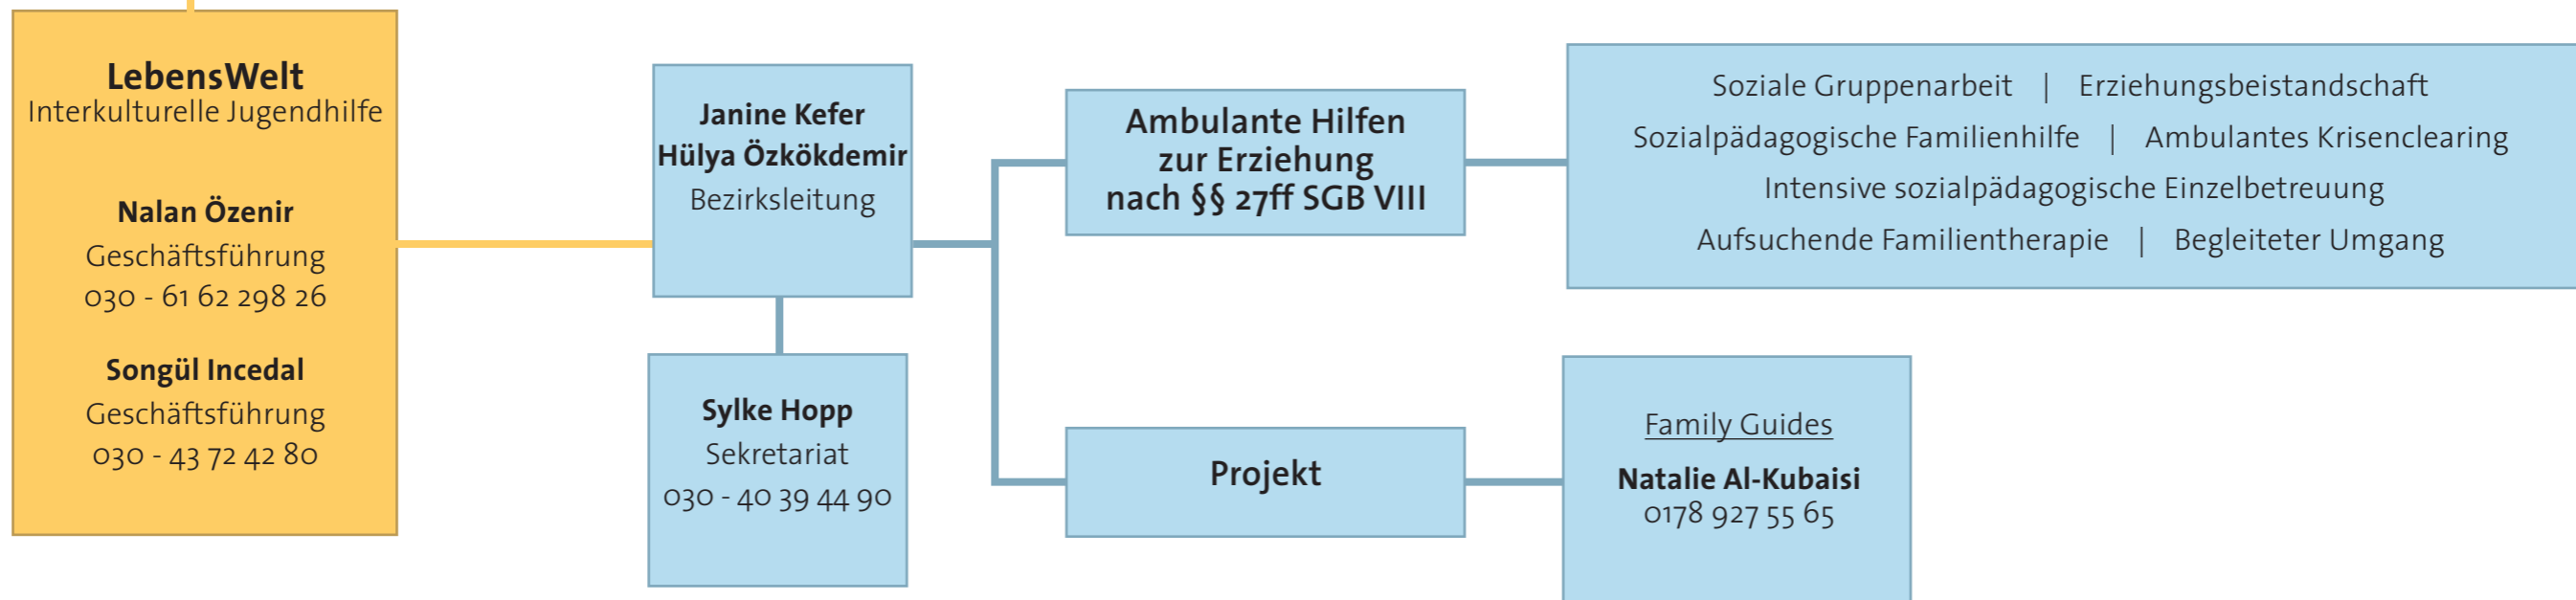 LebensWelt
Interkulturelle Jugendhilfe
Nalan Özenir
Geschäftsführung
030 - 61 62 298 26
Songül Incedal
Geschäftsführung
030 - 43 72 42 80
Janine Kefer
Hülya Özkökdemir
Bezirksleitung
Sylke Hopp
Sekretariat
030 - 40 39 44 90
Ambulante Hilfen
zur Erziehung
nach §§ 27ff SGB VIII
Soziale Gruppenarbeit | Erziehungsbeistandschaft
Sozialpädagogische Familienhilfe | Ambulantes Krisenclearing
Intensive sozialpädagogische Einzelbetreuung
Aufsuchende Familientherapie | Begleiteter Umgang
Projekt
Family Guides
Natalie Al-Kubaisi
0178 927 55 65